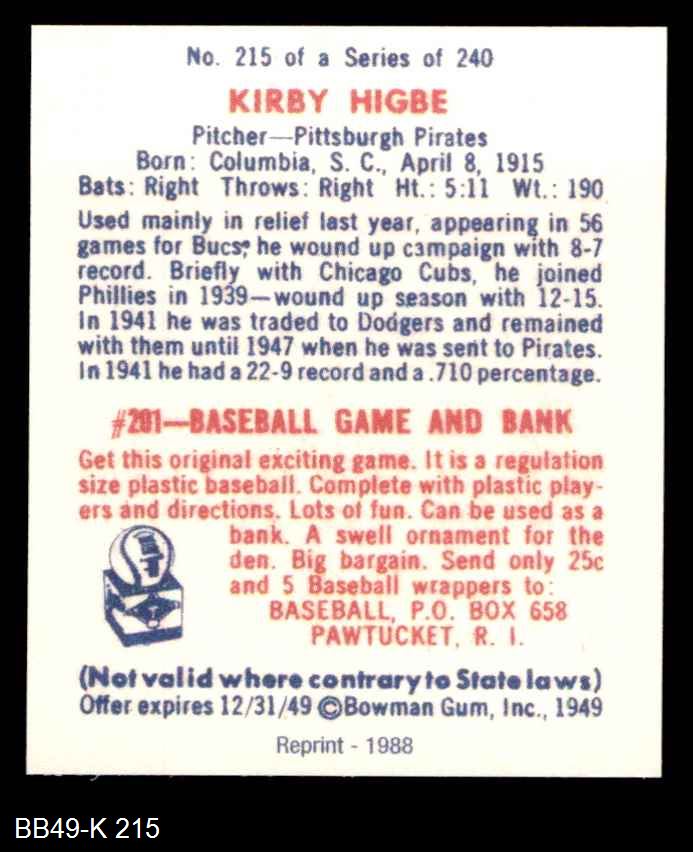 No. 215 of a Series of 240
KIRBY HIGBE
Pitcher—Pittsburgh Pirates
Born: Columbia, S. C., April 8, 1915
Bats: Right Throws: Right Ht.: 5:11 Wt.: 190
Used mainly in relief last year, appearing in 56
games for Bucs, he wound up campaign with 8-7
record. Briefly with Chicago Cubs, he joined
Phillies in 1939—wound up season with 12-15.
In 1941 he was traded to Dodgers and remained
with them until 1947 when he was sent to Pirates.
In 1941 he had a 22-9 record and a .710 percentage.
#201—BASEBALL GAME AND BANK
Get this original exciting game. It is a regulation
size plastic baseball. Complete with plastic play-
ers and directions. Lots of fun. Can be used as a
bank. A swell ornament for the
den. Big bargain. Send only 25c
and 5 Baseball wrappers to:
BASEBALL, P.O. BOX 658
PAWTUCKET, R. I.
(Not valid where contrary to State laws)
Offer expires 12/31/49 ©Bowman Gum, Inc., 1949
Reprint - 1988
BB49-K 215